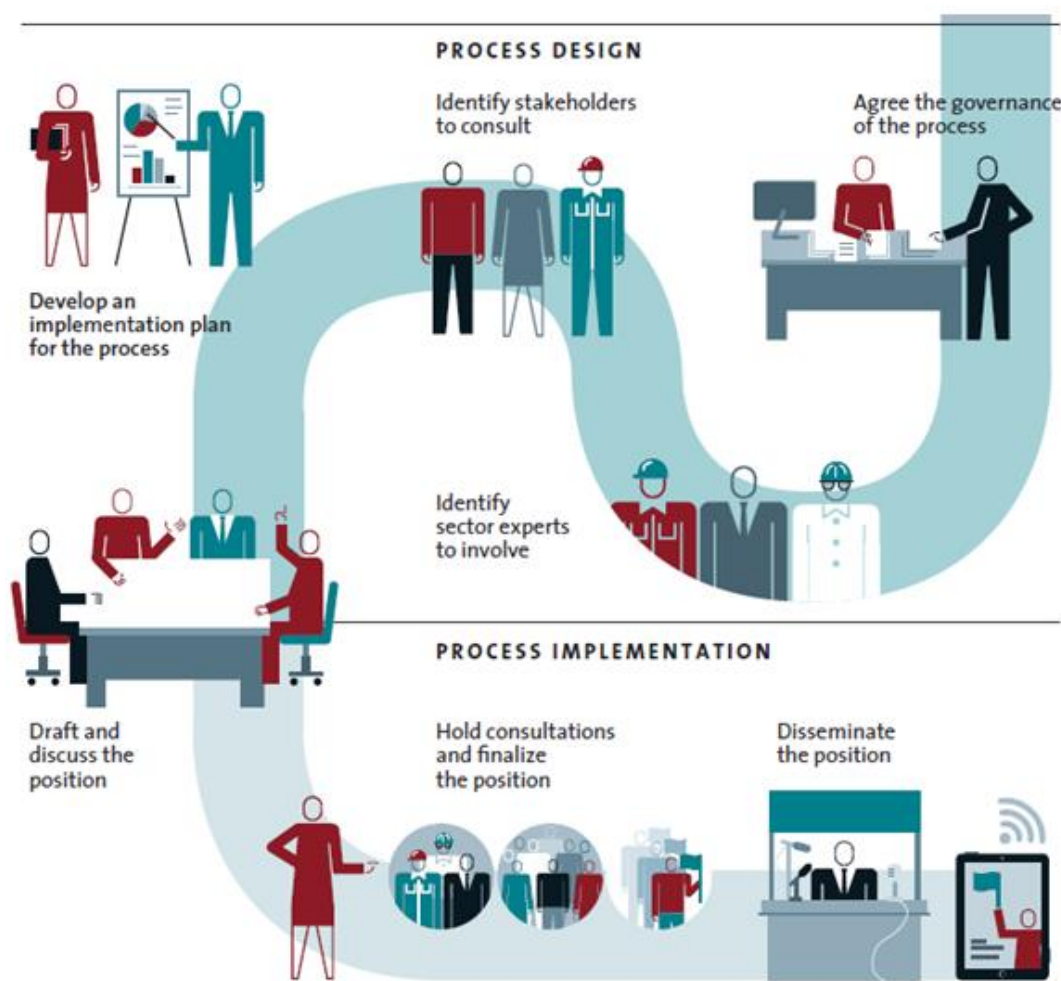 PROCESS DESIGN
Identify stakeholders
to consult
Agree the governance
of the process
Develop an
implementation plan
for the process
Identify
sector experts
to involve
PROCESS IMPLEMENTATION
Draft and
discuss the
position
Hold consultations
and finalize
the position
Disseminate
the position